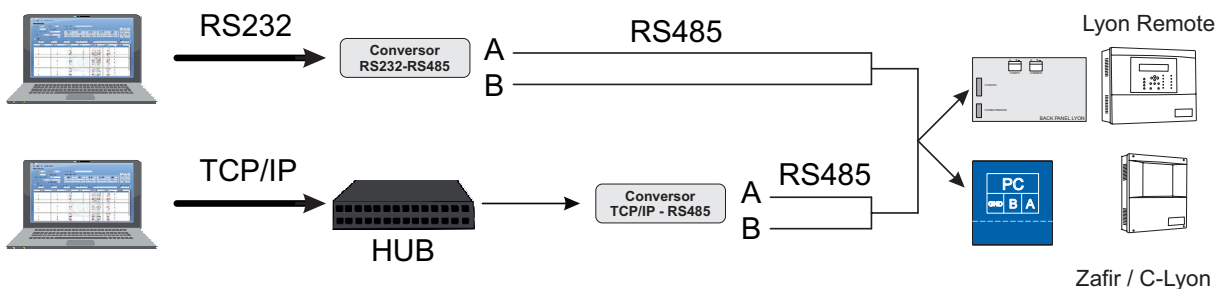 RS232
Conversor
RS232-RS485
A
B
RS485
Lyon Remote
BACK PANEL LYON
TCP/IP
HUB
Conversor
TCP/IP - RS485
A
B
RS485
PC
GND B A
Zafir / C-Lyon